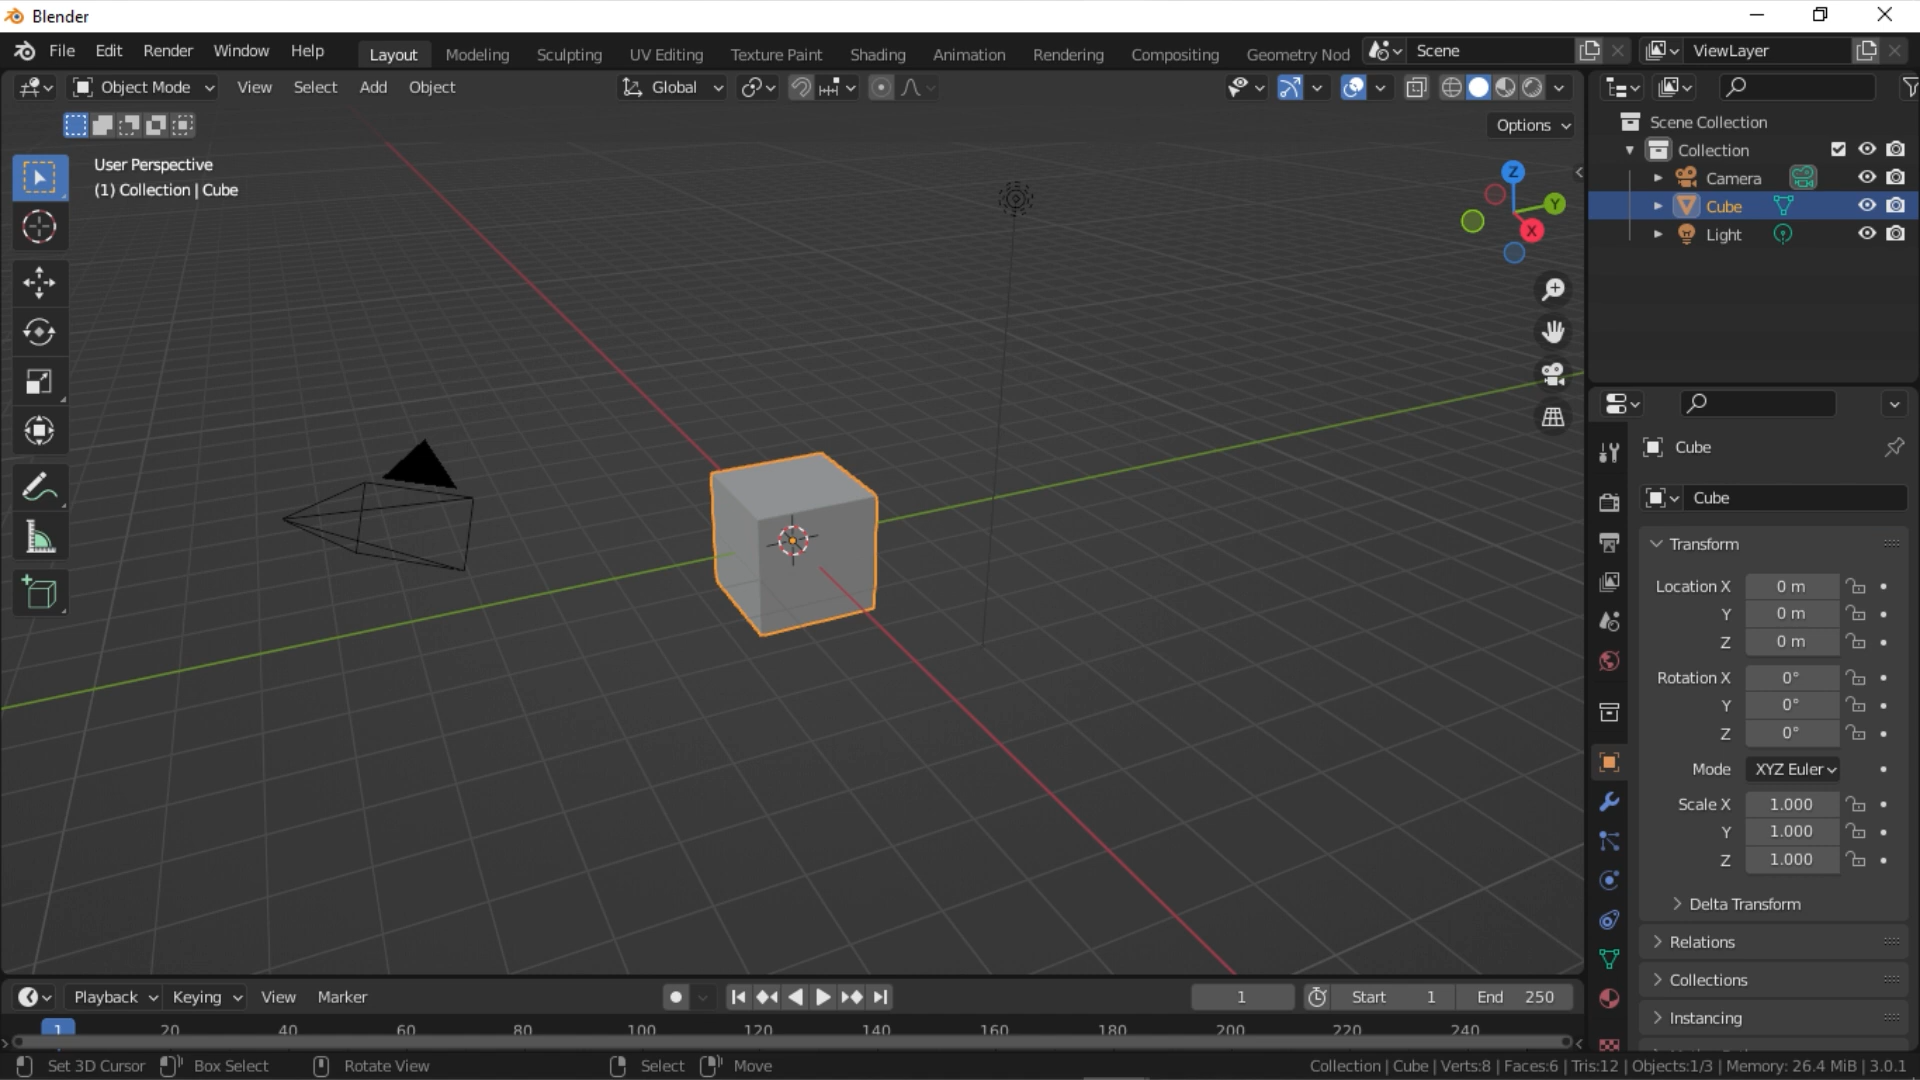 Blender
File Edit Render Window Help Layout Modeling Sculpting UV Editing Texture Paint Shading Animation Rendering Compositing Geometry Nod Scene ViewLayer
Object Mode View Select Add Object Global
Options
User Perspective
(1) Collection | Cube
Z
Y
X
Scene Collection
Collection
Camera
Cube
Light
Cube
Cube
Transform
Location X 0 m
Y 0 m
Z 0 m
Rotation X 0°
Y 0°
Z 0°
Mode XYZ Euler
Scale X 1.000
Y 1.000
Z 1.000
Delta Transform
Relations
Collections
Instancing
Playback Keying View Marker 1 Start 1 End 250
1 20 40 60 80 100 120 140 160 180 200 220 240
Set 3D Cursor Box Select Rotate View Select Move Collection | Cube | Verts:8 | Faces:6 | Tris:12 | Objects:1/3 | Memory: 26.4 MiB | 3.0.1